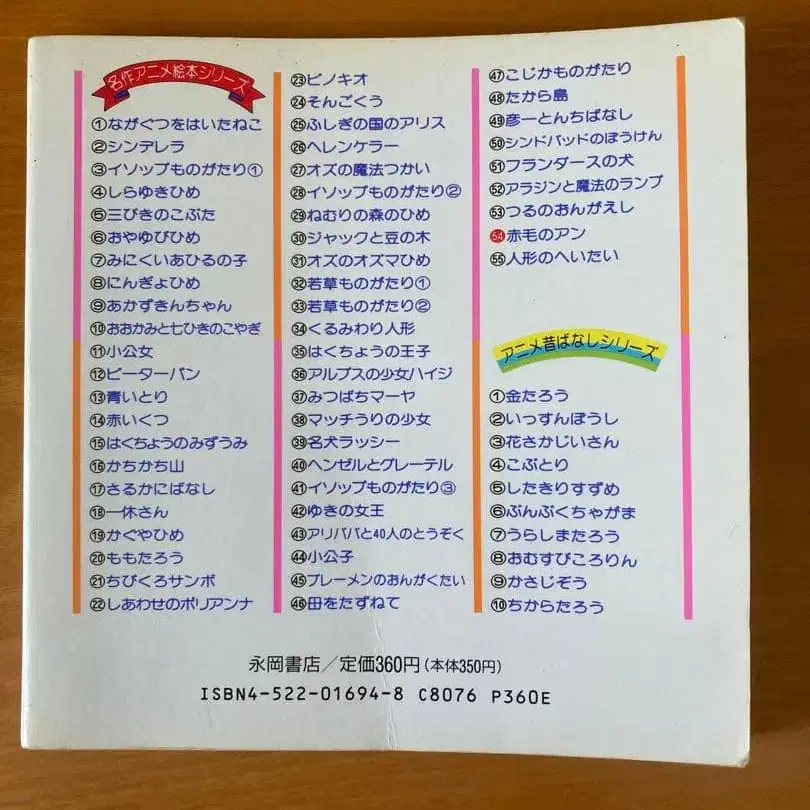 名作アニメ絵本シリーズ
①ながぐつをはいたねこ
②シンデレラ
③イソップものがたり①
④しらゆきひめ
⑤三びきのこぶた
⑥おやゆびひめ
⑦みにくいあひるの子
⑧にんぎょひめ
⑨あかずきんちゃん
⑩おおかみと七ひきのこやぎ
⑪小公女
⑫ピーターパン
⑬青いとり
⑭赤いくつ
⑮はくちょうのみずうみ
⑯かちかち山
⑰さるかにばなし
⑱一休さん
⑲かぐやひめ
⑳ももたろう
㉑ちびくろサンボ
㉒しあわせのポリアンナ
㉓ピノキオ
㉔そんごくう
㉕ふしぎの国のアリス
㉖ヘレンケラー
㉗オズの魔法つかい
㉘イソップものがたり②
㉙ねむりの森のひめ
㉚ジャックと豆の木
㉛オズのオズマひめ
㉜若草ものがたり①
㉝若草ものがたり②
㉞くるみわり人形
㉟はくちょうの王子
㊱アルプスの少女ハイジ
㊲みつばちマーヤ
㊳マッチうりの少女
㊴名犬ラッシー
㊵ヘンゼルとグレーテル
㊶イソップものがたり③
㊷ゆきの女王
㊸アリババと40人のとうぞく
㊹小公子
㊺ブレーメンのおんがくたい
㊻母をたずねて
㊼こじかものがたり
㊽たから島
㊾彦一とんちばなし
㊿シンドバッドのぼうけん
51フランダースの犬
52アラジンと魔法のランプ
53つるのおんがえし
54赤毛のアン
55人形のへいたい
アニメ昔ばなしシリーズ
①金たろう
②いっすんぼうし
③花さかじいさん
④こぶとり
⑤したきりすずめ
⑥ぶんぶくちゃがま
⑦うらしまたろう
⑧おむすびころりん
⑨かさじぞう
⑩ちからたろう
永岡書店／定価360円(本体350円)
ISBN4-522-01694-8 C8076 P360E